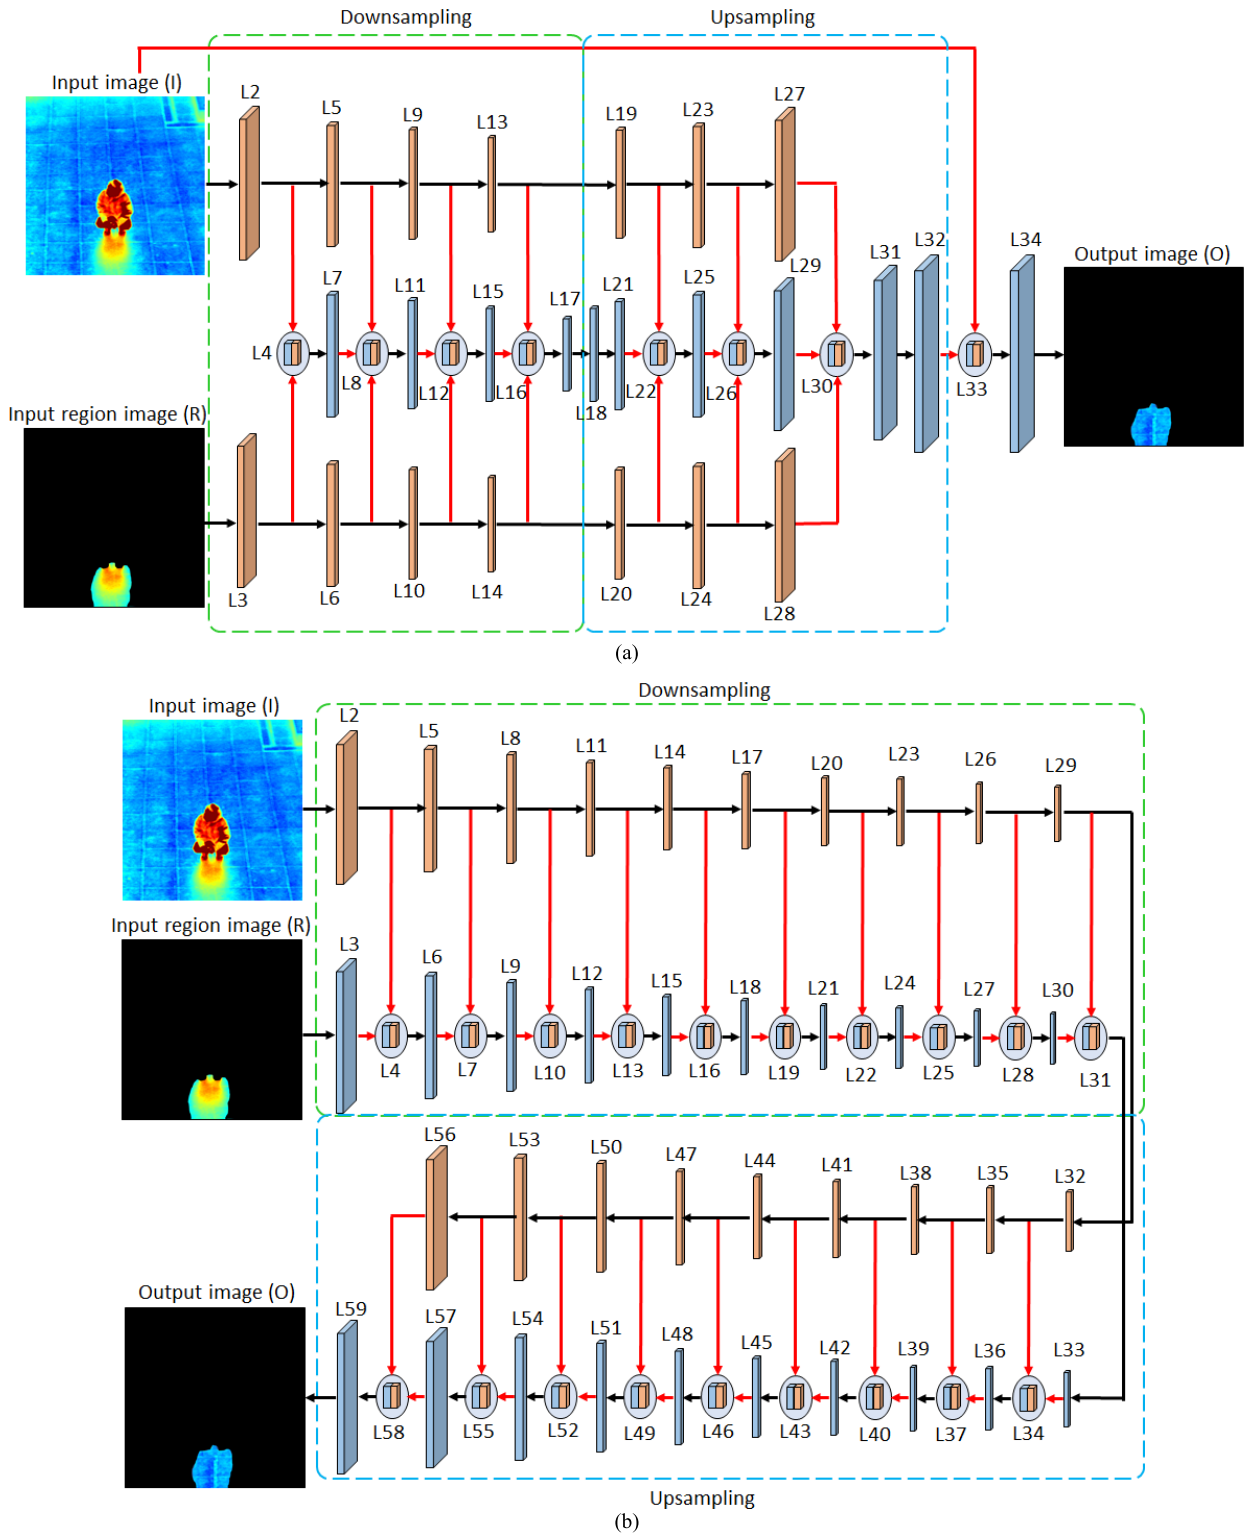 Downsampling Upsampling
Input image (I)
L2 L5 L9 L13 L19 L23 L27
L7 L11 L15 L17 L18 L21 L25 L29 L31 L32 L34
Output image (O)
L4 L8 L12 L16 L22 L26 L30 L33
Input region image (R)
L3 L6 L10 L14 L20 L24 L28
(a)
Downsampling
Input image (I)
L2 L5 L8 L11 L14 L17 L20 L23 L26 L29
Input region image (R)
L3 L6 L9 L12 L15 L18 L21 L24 L27 L30
L4 L7 L10 L13 L16 L19 L22 L25 L28 L31
L56 L53 L50 L47 L44 L41 L38 L35 L32
Output image (O)
L59 L57 L54 L51 L48 L45 L42 L39 L36 L33
L58 L55 L52 L49 L46 L43 L40 L37 L34
Upsampling
(b)